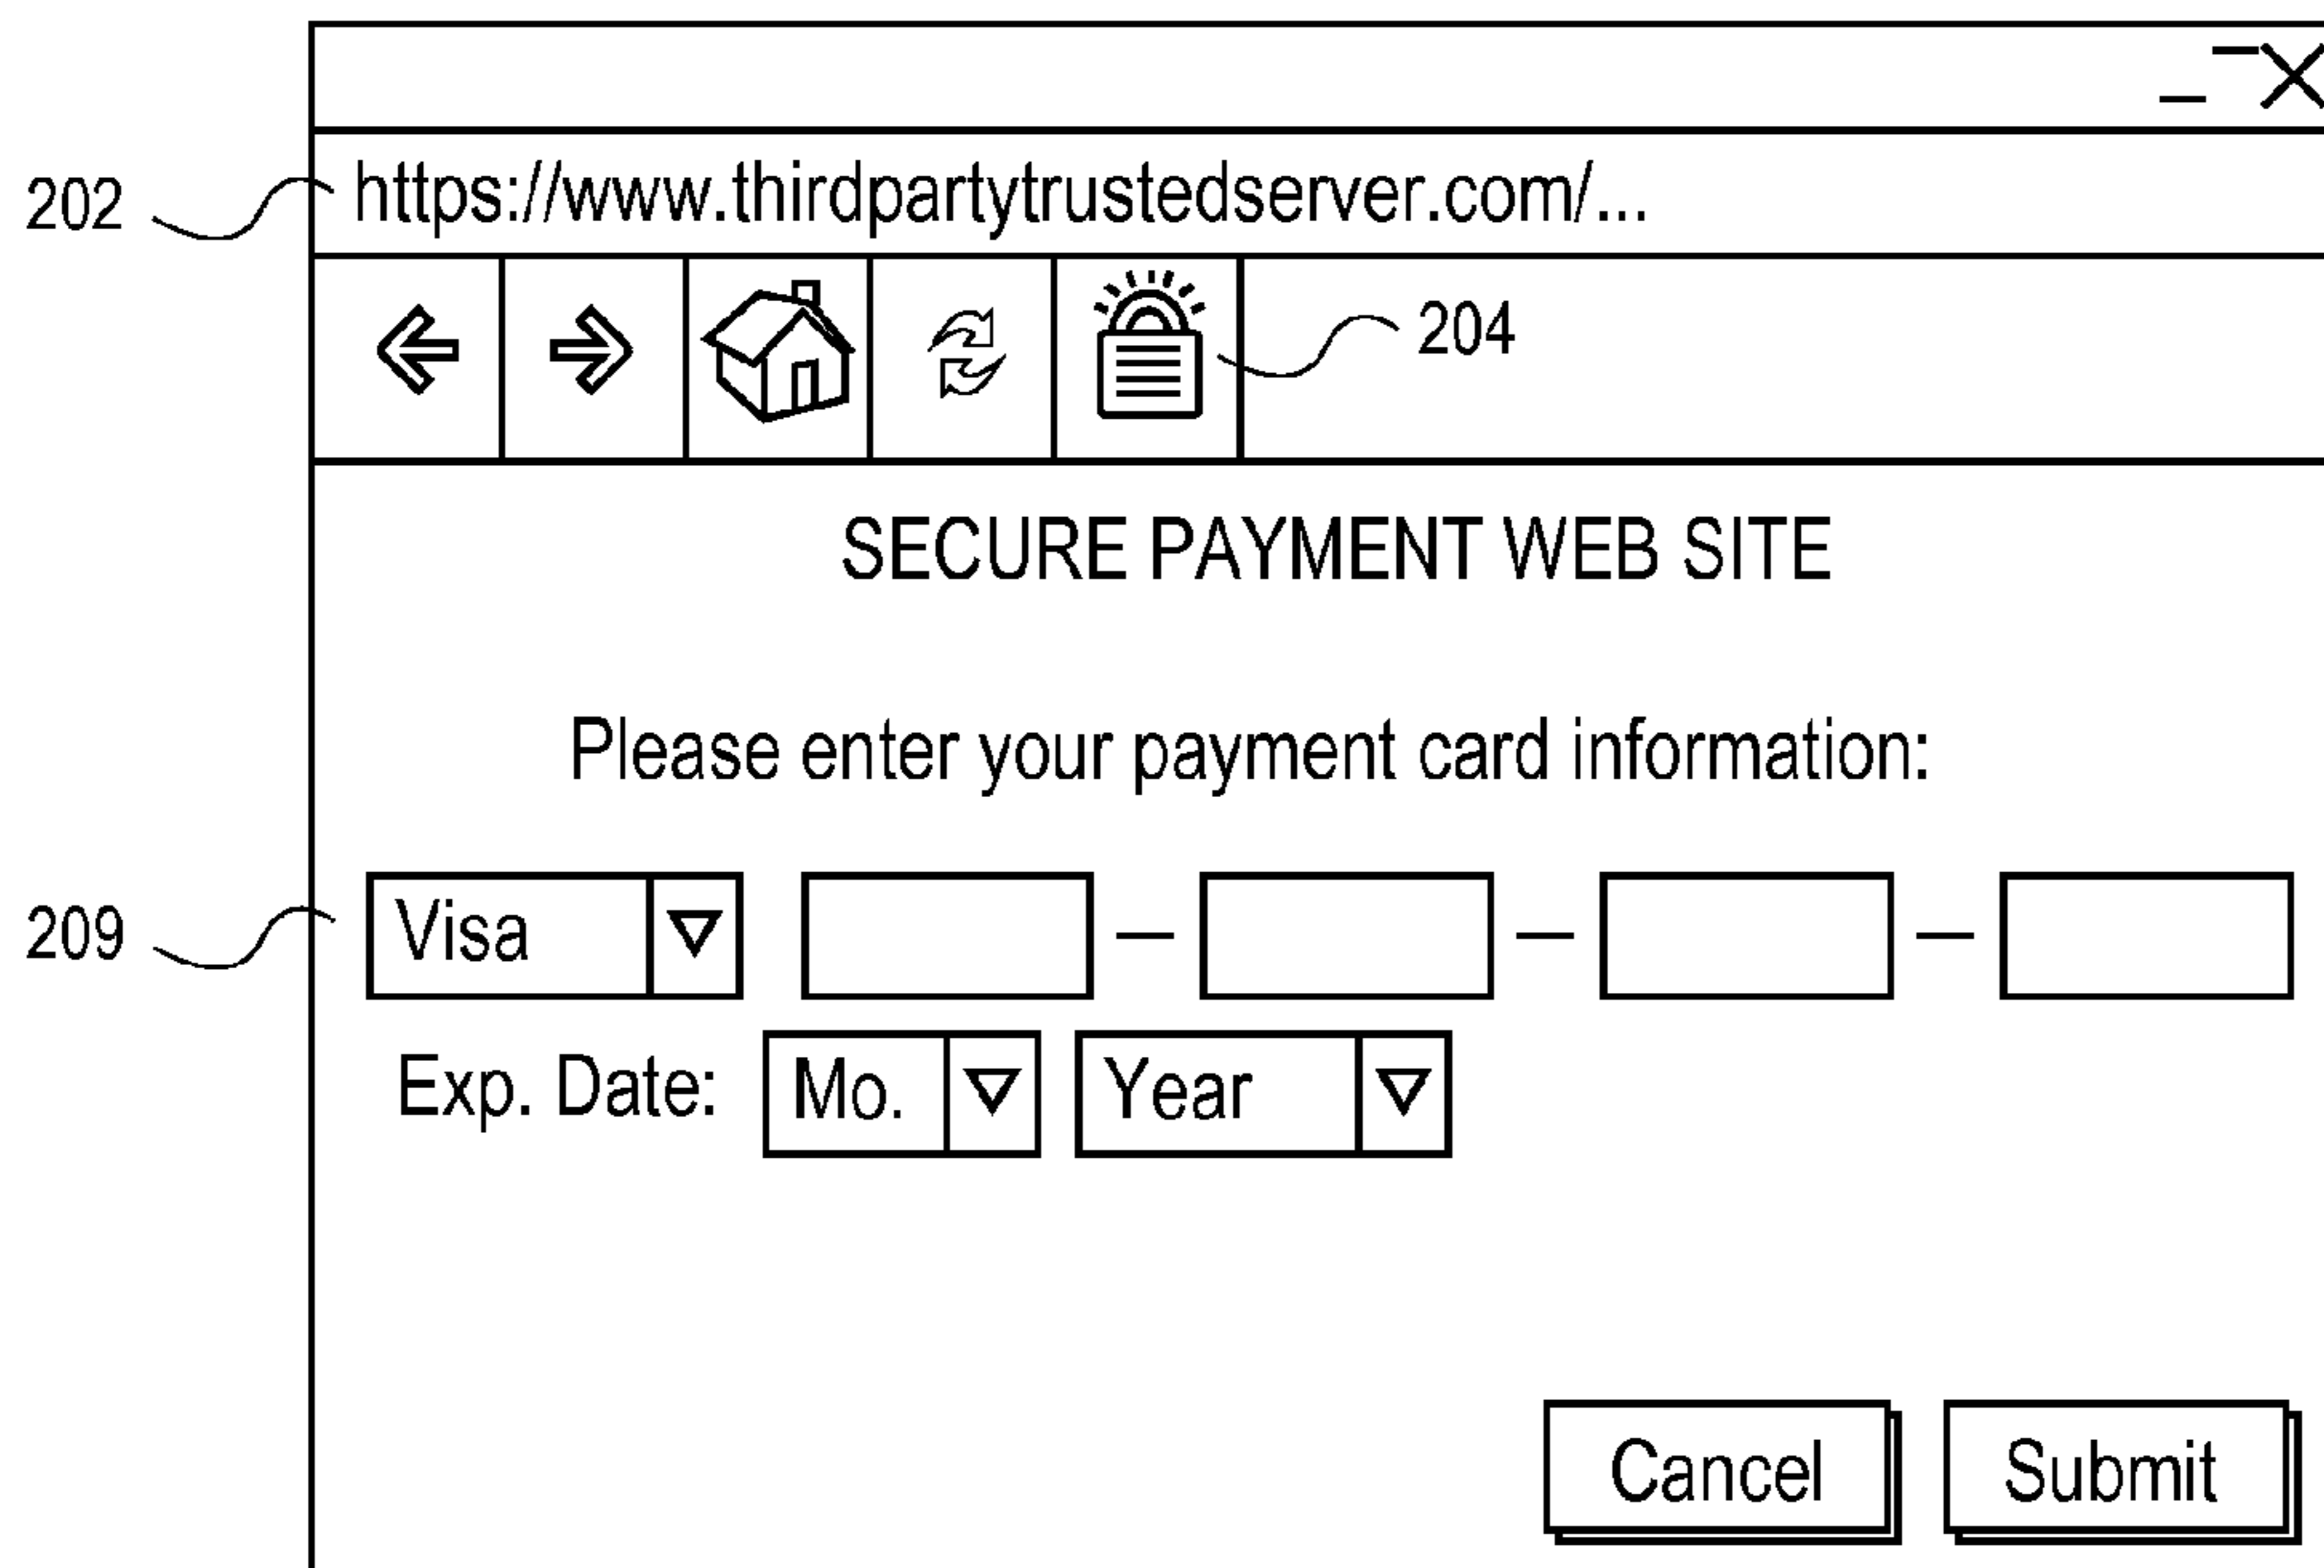 202 https://www.thirdpartytrustedserver.com/...
204
SECURE PAYMENT WEB SITE
Please enter your payment card information:
209 Visa
Exp. Date: Mo. Year
Cancel Submit